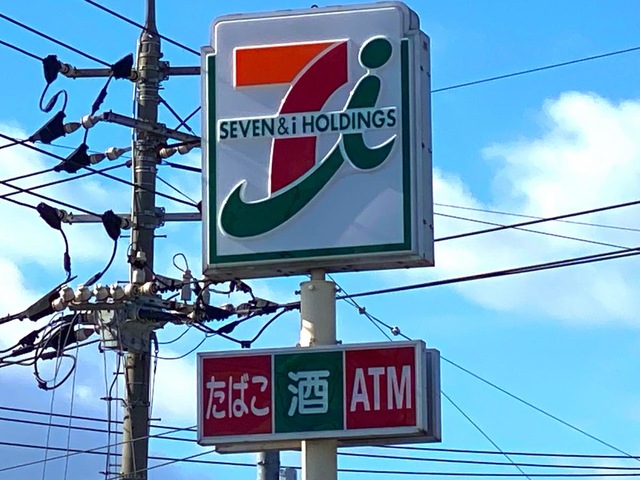 7i
SEVEN&i HOLDINGS
たばこ 酒 ATM